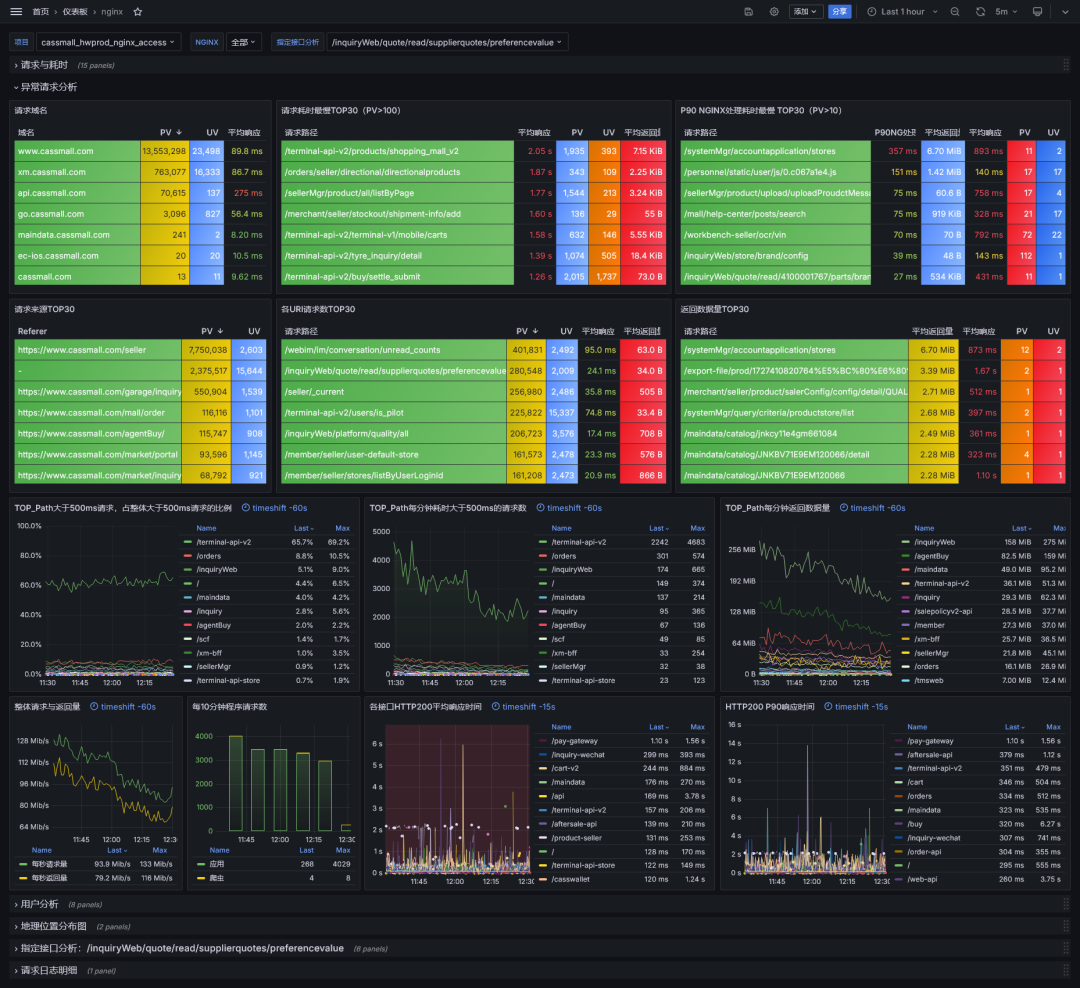 首页 › 仪表板 › nginx
添加
分享
Last 1 hour
5m
项目 cassmall_hwprod_nginx_access NGINX 全部 指定接口分析 /inquiryWeb/quote/read/supplierquotes/preferencevalue
请求与耗时 (15 panels)
异常请求分析
请求域名
域名 PV ↓ UV 平均响应
www.cassmall.com 13,553,298 23,498 89.8 ms
xm.cassmall.com 763,077 16,333 86.7 ms
api.cassmall.com 70,615 137 275 ms
go.cassmall.com 3,096 827 56.4 ms
maindata.cassmall.com 241 2 8.20 ms
ec-ios.cassmall.com 20 20 10.5 ms
cassmall.com 13 11 9.62 ms
请求耗时最慢TOP30（PV>100）
请求路径 平均响应 PV UV 平均返回
/terminal-api-v2/products/shopping_mall_v2 2.05 s 1,935 393 7.15 KiB
/orders/seller/directional/directionalproducts 1.87 s 343 109 2.25 KiB
/sellerMgr/product/all/listByPage 1.77 s 1,544 213 3.24 KiB
/merchant/seller/stockout/shipment-info/add 1.60 s 136 29 55 B
/terminal-api-v2/terminal-v1/mobile/carts 1.58 s 632 146 5.55 KiB
/terminal-api-v2/tyre_inquiry/detail 1.39 s 1,074 505 18.4 KiB
/terminal-api-v2/buy/settle_submit 1.26 s 2,015 1,737 73.0 B
P90 NGINX处理耗时最慢 TOP30（PV>10）
请求路径 P90NG处理 平均返回 平均响应 PV UV
/systemMgr/accountapplication/stores 357 ms 6.70 MiB 893 ms 11 2
/personal/static/user/js/0.c067a1e4.js 151 ms 1.42 MiB 140 ms 17 17
/sellerMgr/product/upload/uploadProudctMessa 75 ms 60.6 B 758 ms 17 4
/mall/help-center/posts/search 75 ms 919 KiB 328 ms 21 17
/workbench-seller/ocr/vin 70 ms 70 B 792 ms 72 22
/inquiryWeb/store/brand/config 39 ms 48 B 143 ms 112 1
/inquiryWeb/quote/read/4100001767/parts/bran 27 ms 534 KiB 431 ms 11 1
请求来源TOP30
Referer PV ↓ UV
https://www.cassmall.com/seller 7,750,038 2,603
- 2,375,517 15,644
https://www.cassmall.com/garage/inquiry 550,904 1,539
https://www.cassmall.com/mall/order 116,116 1,101
https://www.cassmall.com/agentBuy/ 115,747 908
https://www.cassmall.com/market/portal 93,596 1,145
https://www.cassmall.com/market/inquiry 68,792 921
各URI请求数TOP30
请求路径 PV ↓ UV 平均响应 平均返回
/webim/im/conversation/unread_counts 401,831 2,492 95.0 ms 63.0 B
/inquiryWeb/quote/read/supplierquotes/preferencevalue 280,548 2,009 24.1 ms 34.0 B
/seller/_current 256,980 2,486 35.8 ms 505 B
/terminal-api-v2/users/is_pilot 225,822 15,337 74.8 ms 33.4 B
/inquiryWeb/platform/quality/all 206,723 3,576 17.4 ms 708 B
/member/seller/user-default-store 161,573 2,478 23.3 ms 576 B
/member/seller/stores/listByUserLoginId 161,208 2,473 20.9 ms 866 B
返回数据量TOP30
请求路径 平均返回量 平均响应 PV UV
/systemMgr/accountapplication/stores 6.70 MiB 873 ms 12 2
/export-file/prod/1727410820764%E5%BC%80%E6%80 3.39 MiB 1.67 s 2 1
/merchant/seller/product/salerConfig/config/detail/QUAL 2.71 MiB 512 ms 1 1
/systemMgr/query/criteria/productstore/list 2.68 MiB 397 ms 2 1
/maindata/catalog/jnkcy11e4gm661084 2.49 MiB 361 ms 1 1
/maindata/catalog/JNKBV71E9EM120066/detail 2.28 MiB 323 ms 4 1
/maindata/catalog/JNKBV71E9EM120066 2.28 MiB 1.10 s 1 1
TOP_Path大于500ms请求，占整体大于500ms请求的比例 timeshift -60s
100.0%
80.0%
60.0%
40.0%
20.0%
0.0%
11:30 11:45 12:00 12:15
Name Last Max
/terminal-api-v2 65.7% 69.2%
/orders 8.8% 10.5%
/inquiryWeb 5.1% 9.0%
/ 4.4% 6.5%
/maindata 4.0% 4.2%
/inquiry 2.8% 5.6%
/agentBuy 2.0% 2.2%
/scf 1.4% 1.7%
/xm-bff 1.0% 3.5%
/sellerMgr 0.9% 1.2%
/terminal-api-store 0.7% 1.9%
TOP_Path每分钟耗时大于500ms的请求数 timeshift -60s
5000
4000
3000
2000
1000
0
11:30 11:45 12:00 12:15
Name Last Max
/terminal-api-v2 2242 4683
/orders 301 574
/inquiryWeb 174 665
/ 149 374
/maindata 137 214
/inquiry 95 365
/agentBuy 67 136
/scf 49 85
/xm-bff 33 254
/sellerMgr 32 38
/terminal-api-store 23 123
TOP_Path每分钟返回数据量 timeshift -60s
256 MiB
192 MiB
128 MiB
64 MiB
0 B
11:30 11:45 12:00 12:15
Name Last Max
/inquiryWeb 158 MiB 275 Mi
/agentBuy 82.5 MiB 159 Mi
/maindata 49.0 MiB 95.2 Mi
/terminal-api-v2 36.1 MiB 51.3 Mi
/inquiry 29.3 MiB 62.3 Mi
/salepolicyv2-api 28.5 MiB 37.7 Mi
/member 27.3 MiB 37.0 Mi
/xm-bff 25.7 MiB 36.5 Mi
/sellerMgr 21.8 MiB 45.1 Mi
/orders 16.1 MiB 26.9 Mi
/tmsweb 7.00 MiB 12.4 Mi
整体请求与返回量 timeshift -60s
128 Mib/s
112 Mib/s
96 Mib/s
80 Mib/s
64 Mib/s
11:45 12:00 12:15 12:3
Name Last Max
每秒请求量 93.9 Mib/s 133 Mib/s
每秒返回量 79.2 Mib/s 116 Mib/s
每10分钟程序请求数
4000
3000
2000
1000
0
11:45 12:00 12:15 12:30
Name Last Max
应用 268 4029
爬虫 4 8
各接口HTTP200平均响应时间 timeshift -15s
6 s
5 s
4 s
3 s
2 s
1 s
0 s
11:45 12:00 12:15 12:30
Name Last Max
/pay-gateway 1.10 s 1.56 s
/inquiry-wechat 299 ms 393 ms
/cart-v2 244 ms 884 ms
/maindata 176 ms 270 ms
/api 169 ms 3.78 s
/terminal-api-v2 157 ms 206 ms
/aftersale-api 139 ms 210 ms
/product-seller 131 ms 253 ms
/ 128 ms 170 ms
/terminal-api-store 122 ms 149 ms
/casswallet 120 ms 1.24 s
HTTP200 P90响应时间 timeshift -15s
16 s
14 s
12 s
10 s
8 s
6 s
4 s
2 s
0 s
11:45 12:00 12:15 12:30
Name Last Max
/pay-gateway 1.10 s 1.56 s
/aftersale-api 379 ms 1.12 s
/terminal-api-v2 351 ms 479 ms
/cart 346 ms 504 ms
/orders 334 ms 512 ms
/maindata 323 ms 535 ms
/buy 320 ms 6.27 s
/inquiry-wechat 307 ms 741 ms
/order-api 304 ms 355 ms
/ 295 ms 555 ms
/web-api 260 ms 3.75 s
用户分析 (8 panels)
地理位置分布图 (2 panels)
指定接口分析：/inquiryWeb/quote/read/supplierquotes/preferencevalue (6 panels)
请求日志明细 (1 panel)